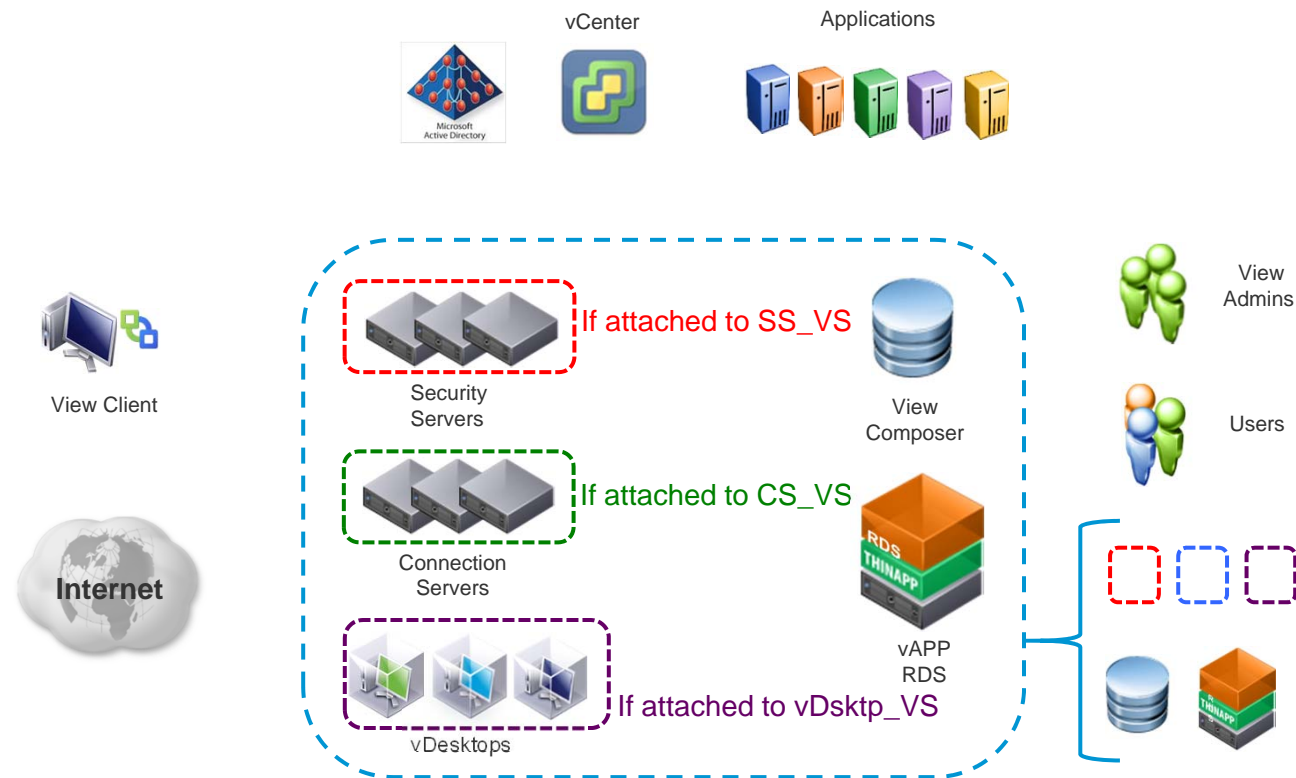 vCenter
Applications
Microsoft
Active Directory
If attached to SS_VS
View
Admins
View Client
Security
Servers
View
Composer
Users
If attached to CS_VS
RDS
THINAPP
Internet
Connection
Servers
vAPP
RDS
If attached to vDsktp_VS
vDesktops
THINAPP